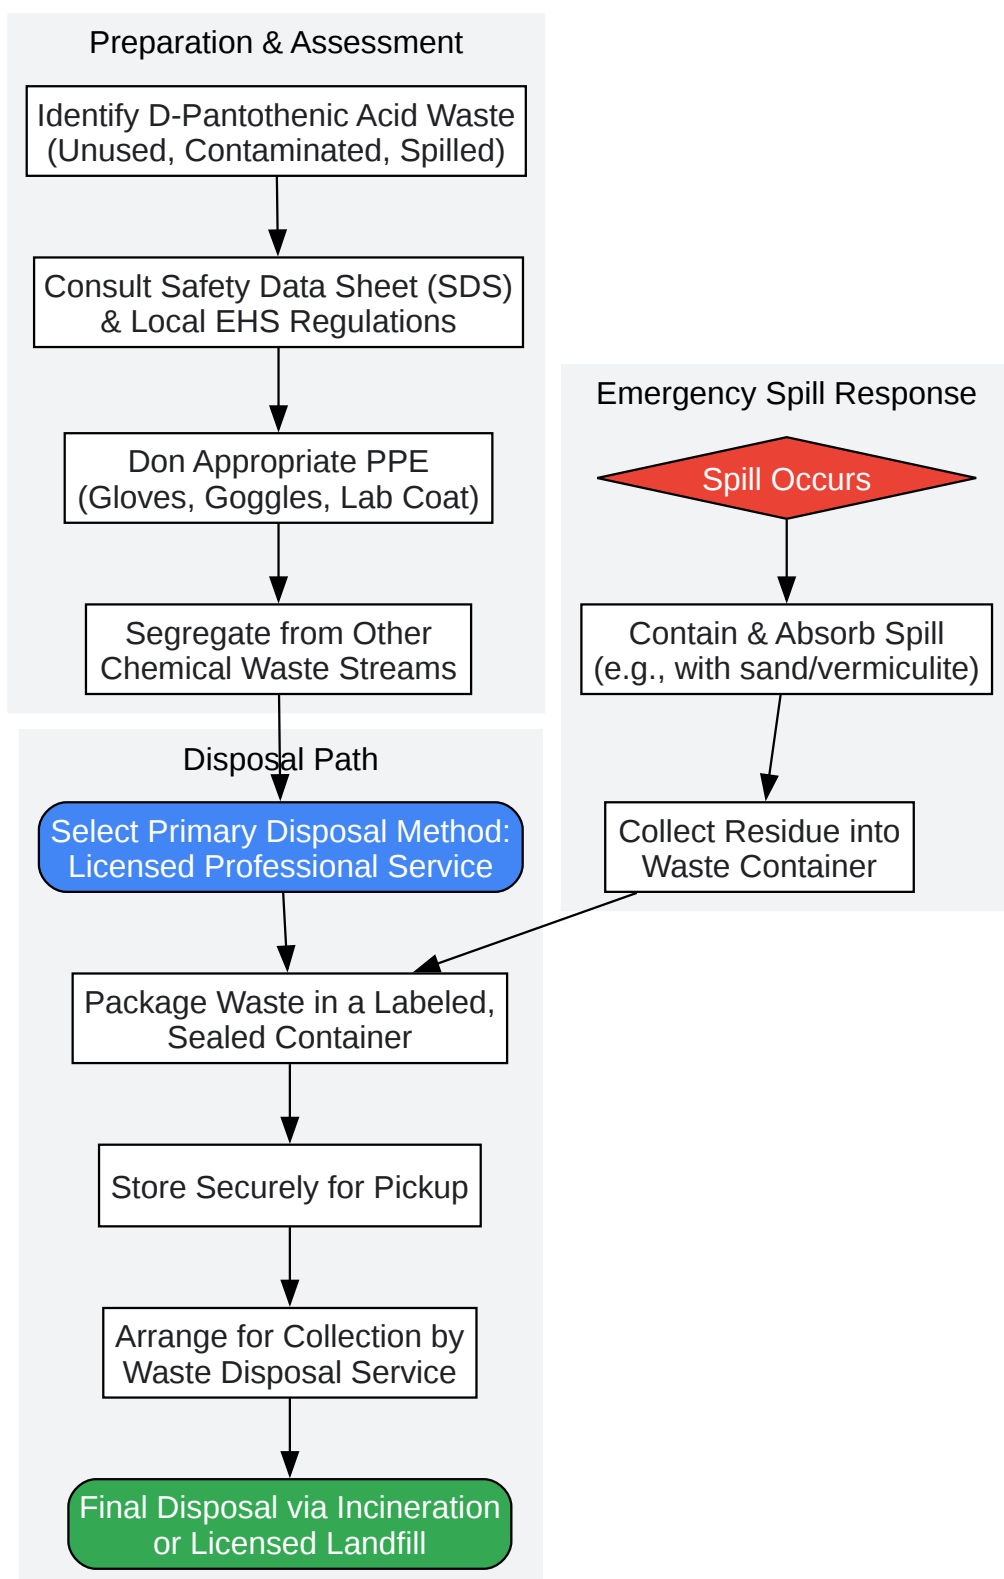 Preparation & Assessment
Identify D-Pantothenic Acid Waste
(Unused, Contaminated, Spilled)
Consult Safety Data Sheet (SDS)
& Local EHS Regulations
Don Appropriate PPE
(Gloves, Goggles, Lab Coat)
Segregate from Other
Chemical Waste Streams
Emergency Spill Response
Spill Occurs
Contain & Absorb Spill
(e.g., with sand/vermiculite)
Collect Residue into
Waste Container
Disposal Path
Select Primary Disposal Method:
Licensed Professional Service
Package Waste in a Labeled,
Sealed Container
Store Securely for Pickup
Arrange for Collection by
Waste Disposal Service
Final Disposal via Incineration
or Licensed Landfill